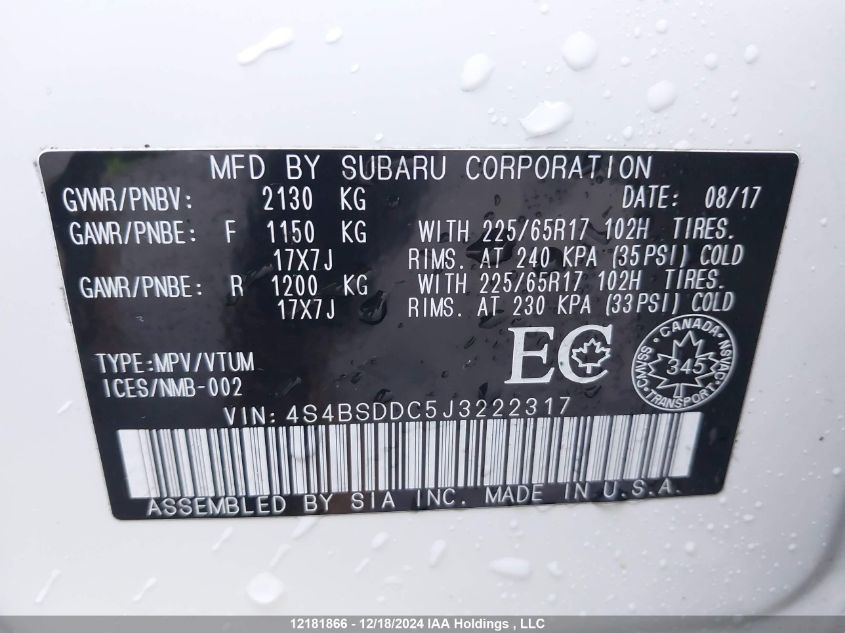 MFD BY SUBARU CORPORATION
GVWR/PNBV: 2130 KG DATE: 08/17
GAWR/PNBE: F 1150 KG WITH 225/65R17 102H TIRES.
17X7J RIMS. AT 240 KPA (35PSI) COLD
GAWR/PNBE: R 1200 KG WITH 225/65R17 102H TIRES.
17X7J RIMS. AT 230 KPA (33PSI) COLD
TYPE:MPV/VTUM
ICES/NMB-002
EC
CANADA
CMVSS 345 NSVAC
TRANSPORT
VIN:4S4BSDDC5J3222317
ASSEMBLED BY SIA INC. MADE IN U.S.A.
12181866 - 12/18/2024 IAA Holdings , LLC